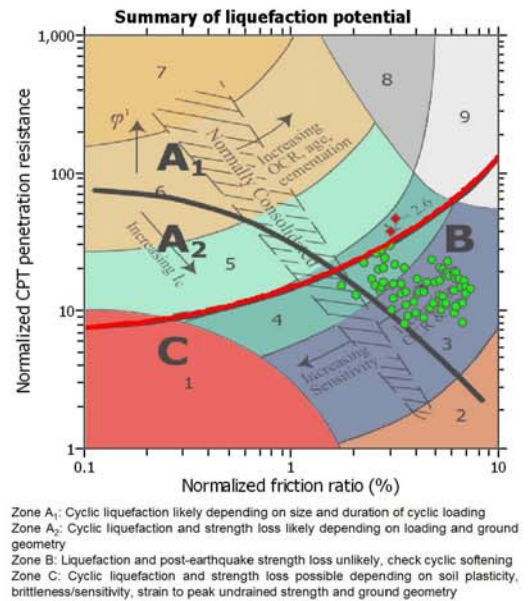 Summary of liquefaction potential
1,000
100
10
1
Normalized CPT penetration resistance
7
8
9
φ'
A1
Normally Consolidated
Increasing
OCR, age,
cementation
6
A2
Increasing Ic
5
2.6
B
4
C
1
Increasing
Sensitivity
3
2
0.1
1
10
Normalized friction ratio (%)
Zone A1: Cyclic liquefaction likely depending on size and duration of cyclic loading
Zone A2: Cyclic liquefaction and strength loss likely depending on loading and ground
geometry
Zone B: Liquefaction and post-earthquake strength loss unlikely, check cyclic softening
Zone C: Cyclic liquefaction and strength loss possible depending on soil plasticity,
brittleness/sensitivity, strain to peak undrained strength and ground geometry